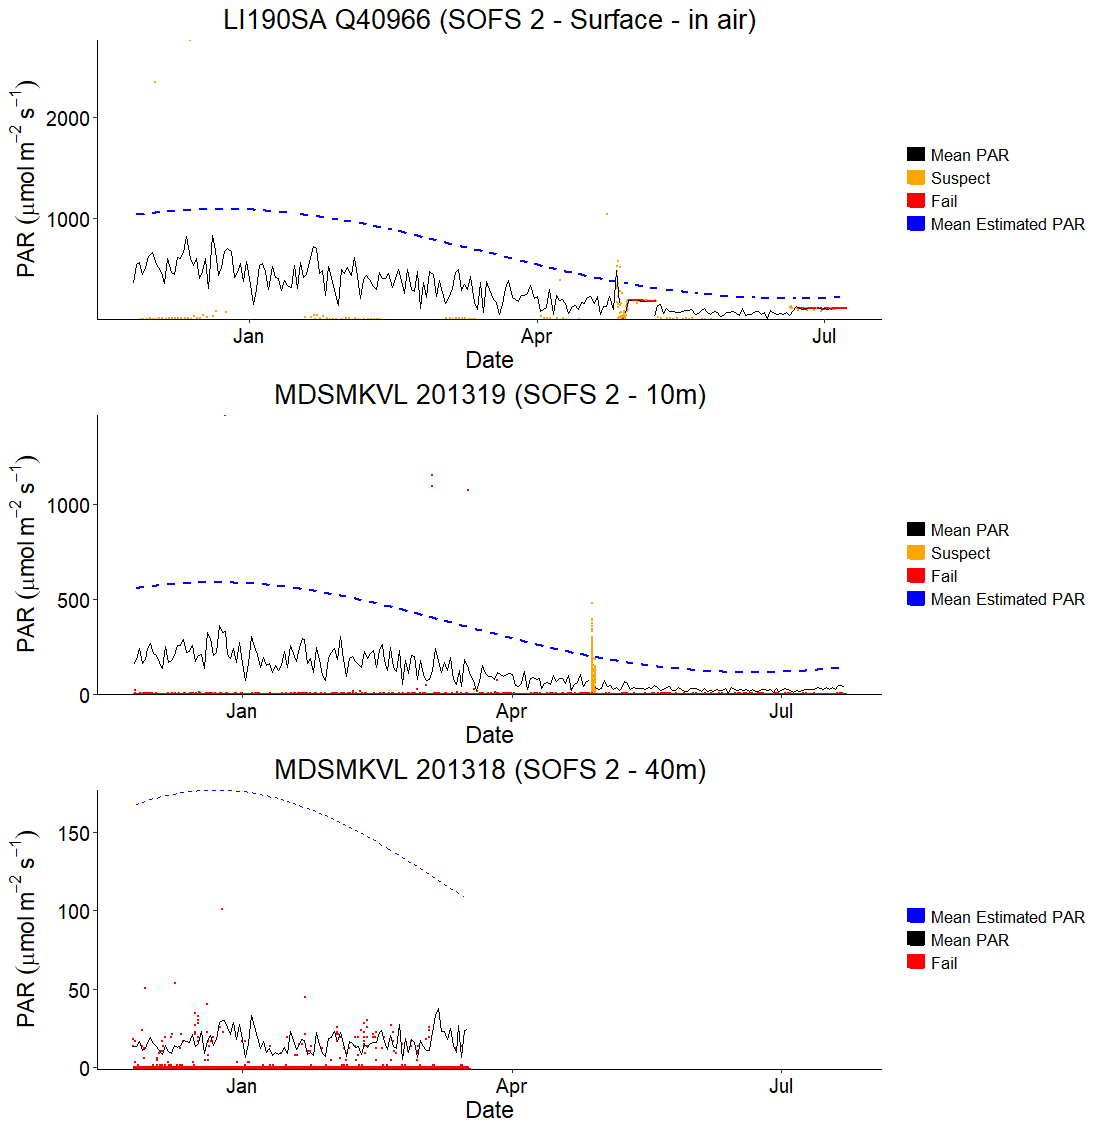 LI190SA Q40966 (SOFS 2 - Surface - in air)
PAR (μmol m⁻² s⁻¹)
2000
1000
Jan Apr Jul
Date
Mean PAR
Suspect
Fail
Mean Estimated PAR
MDSMKVL 201319 (SOFS 2 - 10m)
PAR (μmol m⁻² s⁻¹)
1000
500
0
Jan Apr Jul
Date
Mean PAR
Suspect
Fail
Mean Estimated PAR
MDSMKVL 201318 (SOFS 2 - 40m)
PAR (μmol m⁻² s⁻¹)
150
100
50
0
Jan Apr Jul
Date
Mean Estimated PAR
Mean PAR
Fail